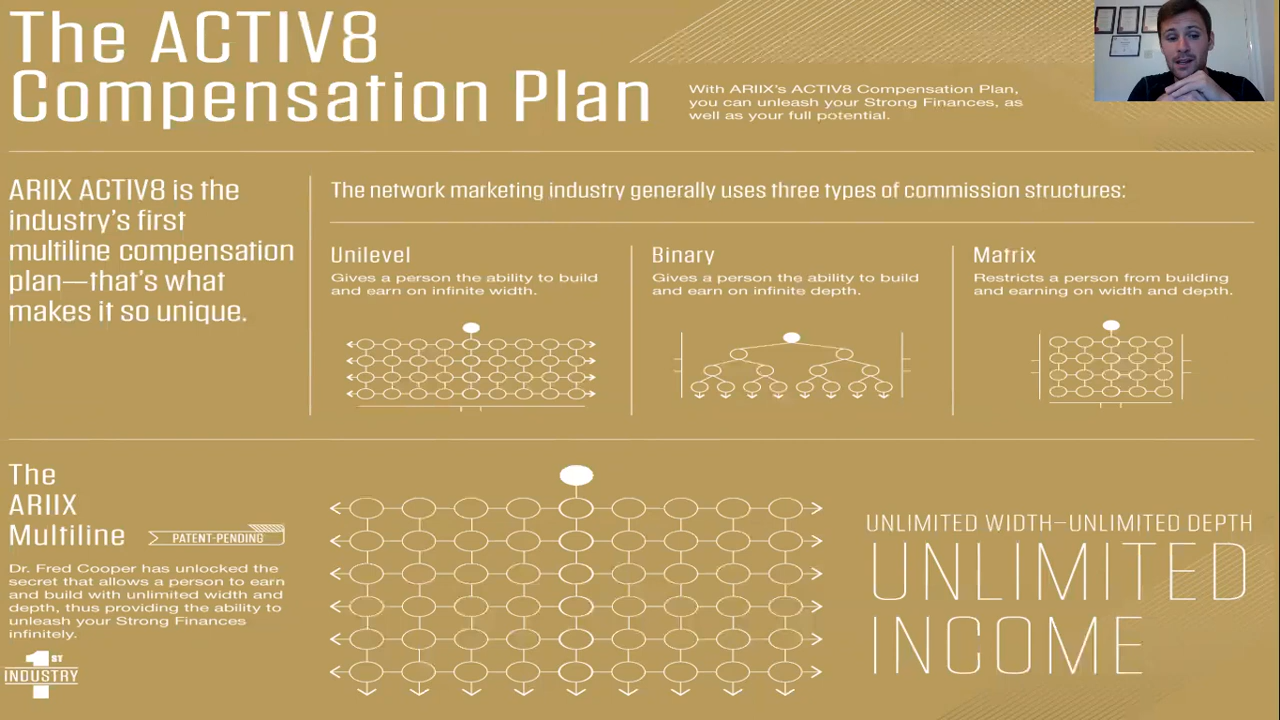 The ACTIV8
Compensation Plan
With ARIIX's ACTIV8 Compensation Plan,
you can unleash your Strong Finances, as
well as your full potential.
ARIIX ACTIV8 is the
industry's first
multiline compensation
plan—that's what
makes it so unique.
The network marketing industry generally uses three types of commission structures:
Unilevel
Gives a person the ability to build
and earn on infinite width.
Binary
Gives a person the ability to build
and earn on infinite depth.
Matrix
Restricts a person from building
and earning on width and depth.
The
ARIIX
Multiline
PATENT-PENDING
Dr. Fred Cooper has unlocked the
secret that allows a person to earn
and build with unlimited width and
depth, thus providing the ability to
unleash your Strong Finances
infinitely.
1ST
INDUSTRY
UNLIMITED WIDTH—UNLIMITED DEPTH
UNLIMITED
INCOME